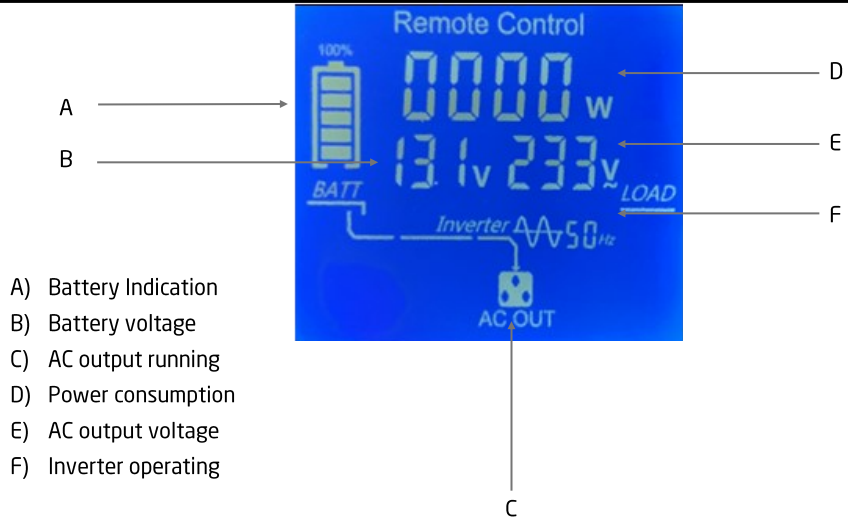 Remote Control
100%
0000 W
A
D
B
13.1v 233V~
E
BATT
LOAD
F
Inverter 50Hz
AC OUT
A) Battery Indication
B) Battery voltage
C) AC output running
D) Power consumption
E) AC output voltage
F) Inverter operating
C